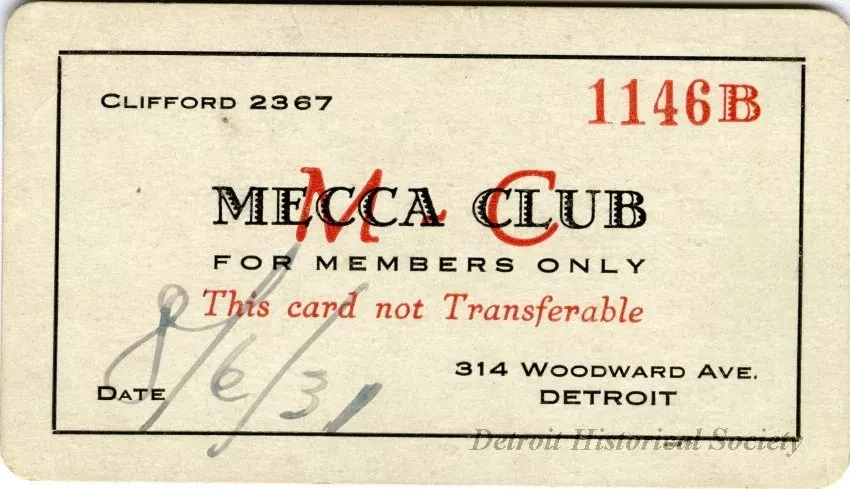 CLIFFORD 2367
1146B
M C
MECCA CLUB
FOR MEMBERS ONLY
This card not Transferable
8/6/31
DATE
314 WOODWARD AVE.
DETROIT
Detroit Historical Society